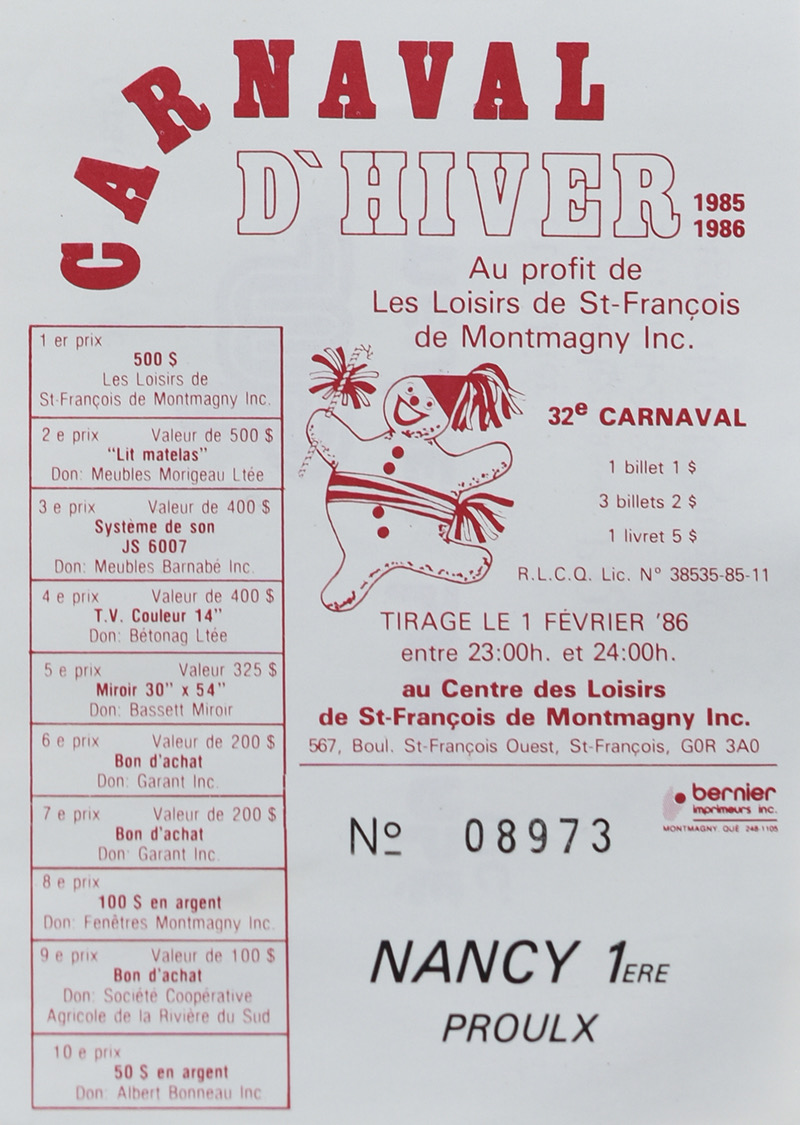 CARNAVAL
D`HIVER
1985
1986
Au profit de
Les Loisirs de St-François
de Montmagny Inc.
1 er prix
500 $
Les Loisirs de
St-François de Montmagny Inc.
2 e prix Valeur de 500 $
"Lit matelas"
Don: Meubles Morigeau Ltée
3 e prix Valeur de 400 $
Système de son
JS 6007
Don: Meubles Barnabé Inc.
4 e prix Valeur de 400 $
T.V. Couleur 14"
Don: Bétonag Ltée
5 e prix Valeur 325 $
Miroir 30" x 54"
Don: Bassett Miroir
6 e prix Valeur de 200 $
Bon d'achat
Don: Garant Inc.
7 e prix Valeur de 200 $
Bon d'achat
Don: Garant Inc.
8 e prix
100 $ en argent
Don: Fenêtres Montmagny Inc.
9 e prix Valeur de 100 $
Bon d'achat
Don: Société Coopérative
Agricole de la Rivière du Sud
10 e prix
50 $ en argent
Don: Albert Bonneau Inc
32e CARNAVAL
1 billet 1 $
3 billets 2 $
1 livret 5 $
R.L.C.Q. Lic. N° 38535-85-11
TIRAGE LE 1 FÉVRIER '86
entre 23:00h. et 24:00h.
au Centre des Loisirs
de St-François de Montmagny Inc.
567, Boul. St-François Ouest, St-François, G0R 3A0
bernier
imprimeurs inc.
MONTMAGNY, QUÉ 248-1105
Nº 08973
NANCY 1ERE
PROULX